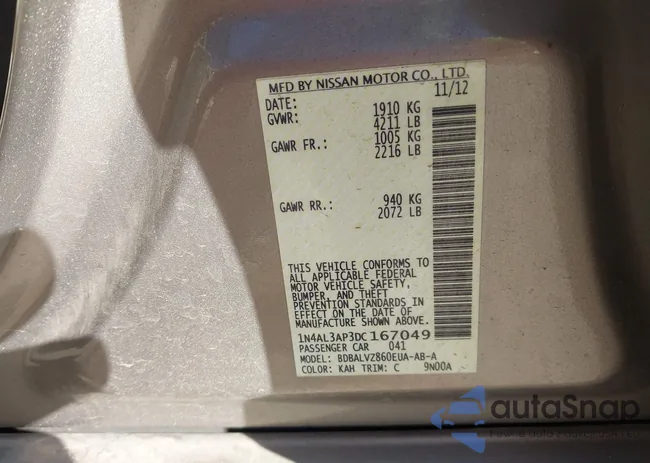 MFD BY NISSAN MOTOR CO., LTD.
DATE: 11/12
GVWR: 1910 KG
4211 LB
GAWR FR.: 1005 KG
2216 LB
GAWR RR.: 940 KG
2072 LB
THIS VEHICLE CONFORMS TO
ALL APPLICABLE FEDERAL
MOTOR VEHICLE SAFETY,
BUMPER, AND THEFT
PREVENTION STANDARDS IN
EFFECT ON THE DATE OF
MANUFACTURE SHOWN ABOVE.
1N4AL3AP3DC167049
PASSENGER CAR 041
MODEL: BDBALVZ860EUA-AB-A
COLOR: KAH TRIM: C 9N00A
autaSnap